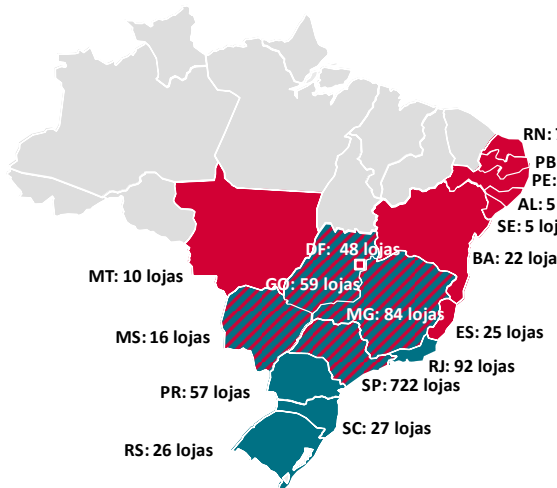 RN:
PB
PE:
AL: 5
SE: 5
DF: 48 lojas
BA: 22
MT: 10 lojas
GO: 59 lojas
MG: 84 lojas
ES: 25 lojas
MS: 16 lojas
RJ: 92 lojas
SP: 722 lojas
PR: 57 lojas
SC: 27 lojas
RS: 26 lojas